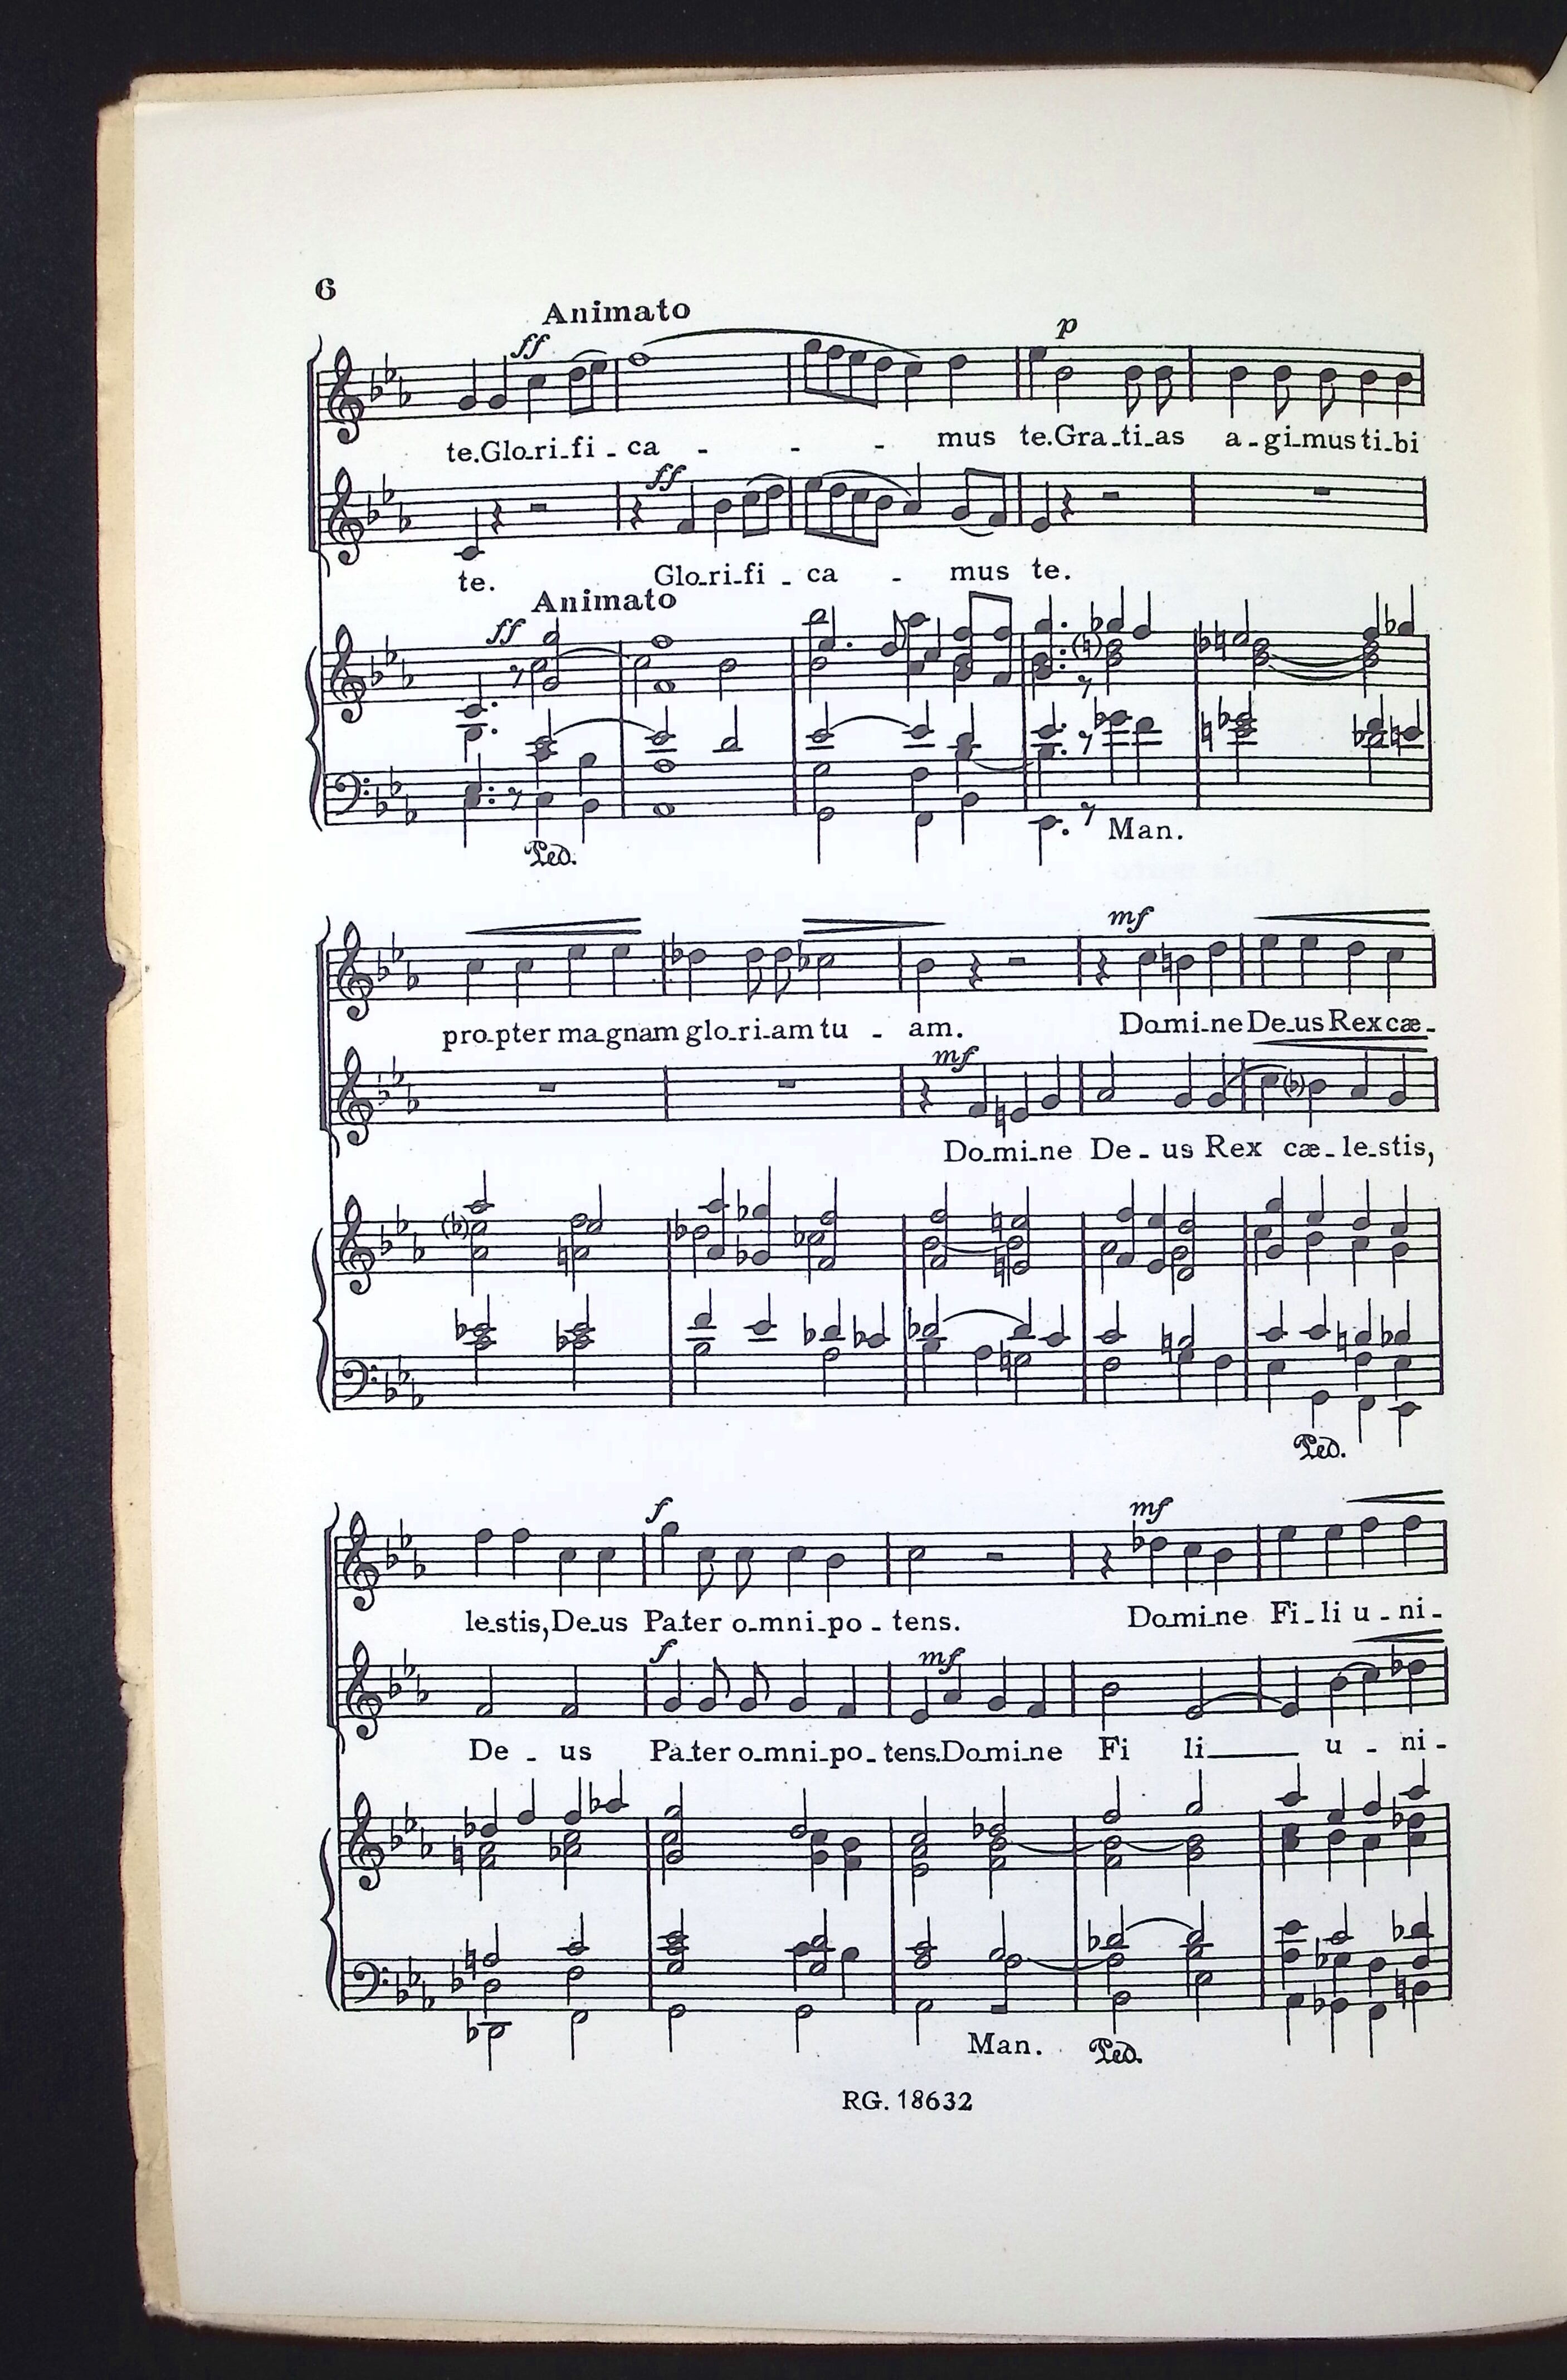 6
Animato
ff p
te.Glo-ri-fi-ca - - - mus te.Gra-ti-as a-gi-mus ti-bi
ff
te. Glo-ri-fi-ca - mus te.
Animato
ff
Man.
Ped.
mf
pro-pter ma-gnam glo-ri-am tu - am. Do-mi-ne De-us Rex cæ-
mf
Do-mi-ne De-us Rex cæ-le-stis,
Ped.
f mf
le-stis, De-us Pa-ter o-mni-po-tens. Do-mi-ne Fi-li u-ni-
f mf
De-us Pa-ter o-mni-po-tens. Do-mi-ne Fi li u-ni-
Man. Ped.
RG. 18632